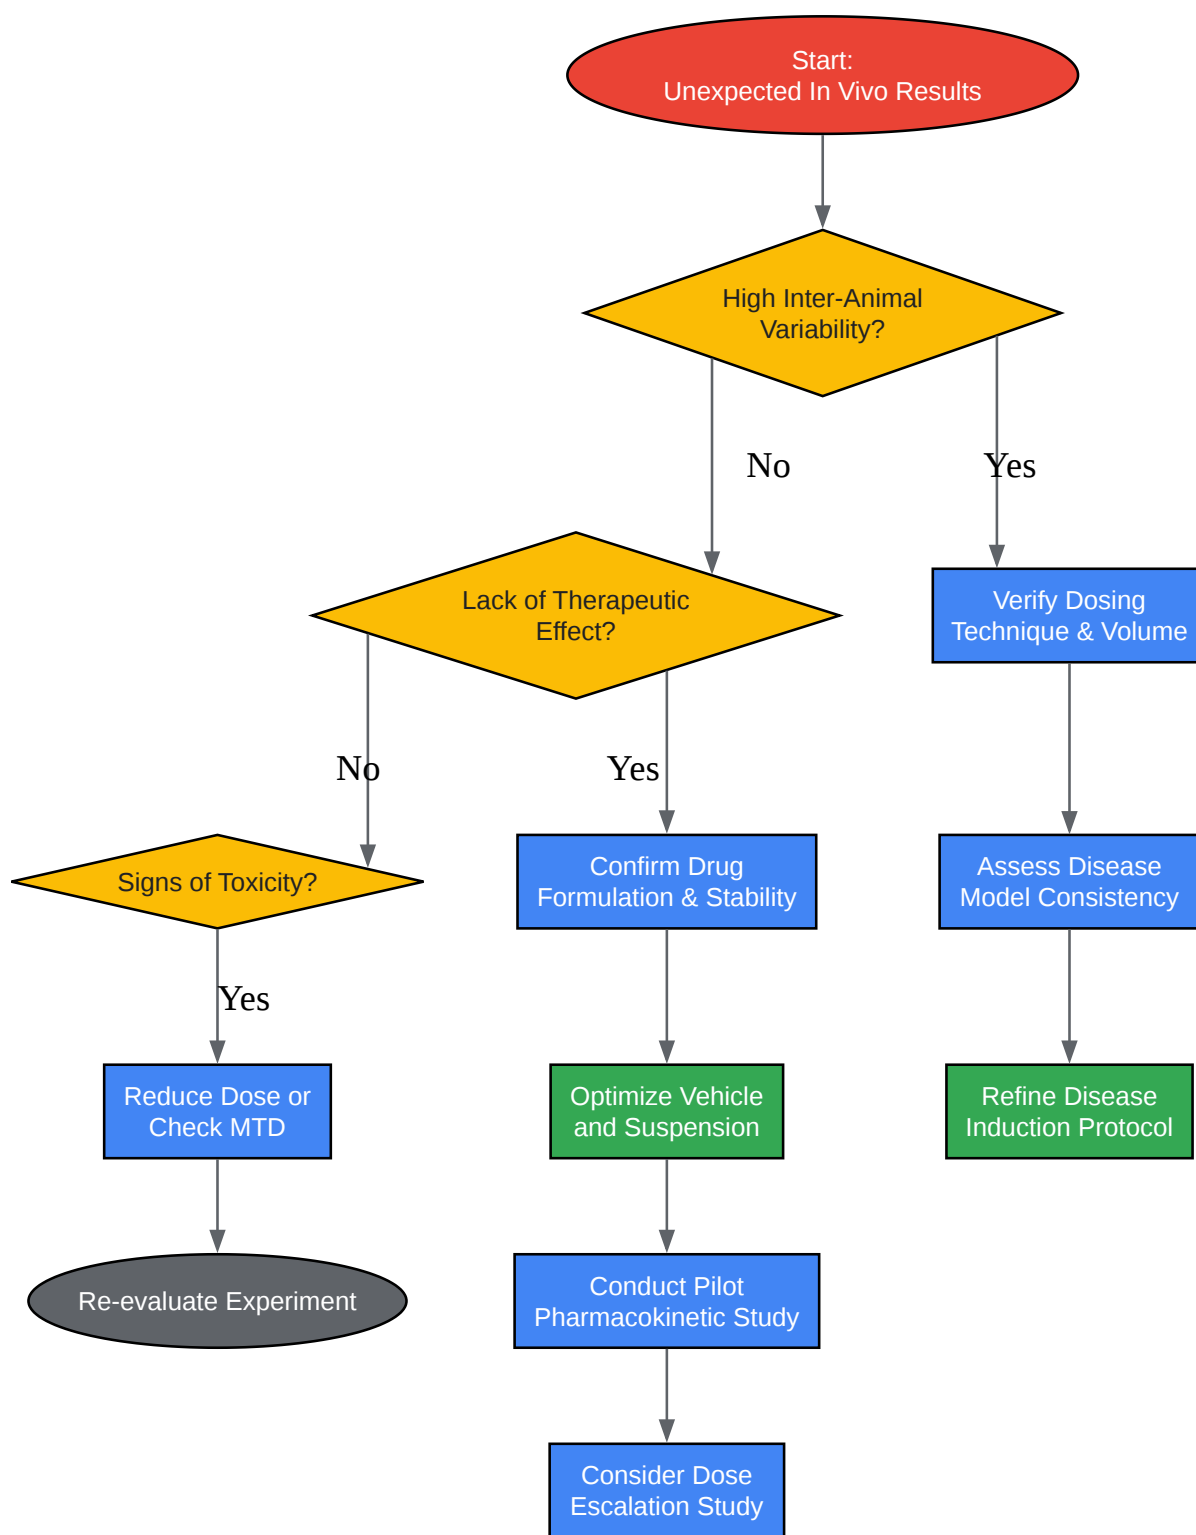 Start:
Unexpected In Vivo Results
High Inter-Animal
Variability?
No
Yes
Lack of Therapeutic
Effect?
Verify Dosing
Technique & Volume
No
Yes
Signs of Toxicity?
Confirm Drug
Formulation & Stability
Assess Disease
Model Consistency
Yes
Reduce Dose or
Check MTD
Optimize Vehicle
and Suspension
Refine Disease
Induction Protocol
Re-evaluate Experiment
Conduct Pilot
Pharmacokinetic Study
Consider Dose
Escalation Study